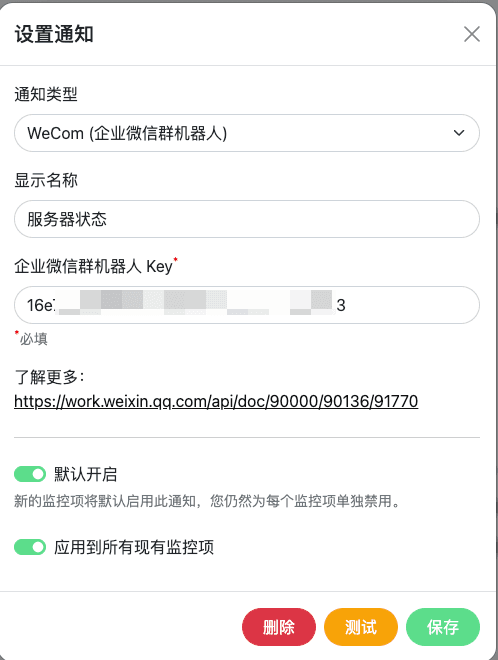 设置通知
通知类型
WeCom (企业微信群机器人)
显示名称
服务器状态
企业微信群机器人 Key*
16e 3
*必填
了解更多：
https://work.weixin.qq.com/api/doc/90000/90136/91770
默认开启
新的监控项将默认启用此通知，您仍然为每个监控项单独禁用。
应用到所有现有监控项
删除 测试 保存